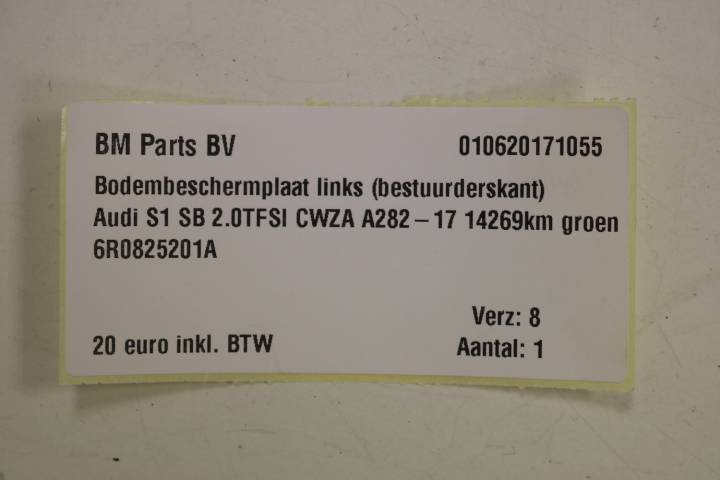 BM Parts BV 010620171055
Bodembeschermplaat links (bestuurderskant)
Audi S1 SB 2.0TFSI CWZA A282-17 14269km groen
6R0825201A
Verz: 8
20 euro inkl. BTW Aantal: 1